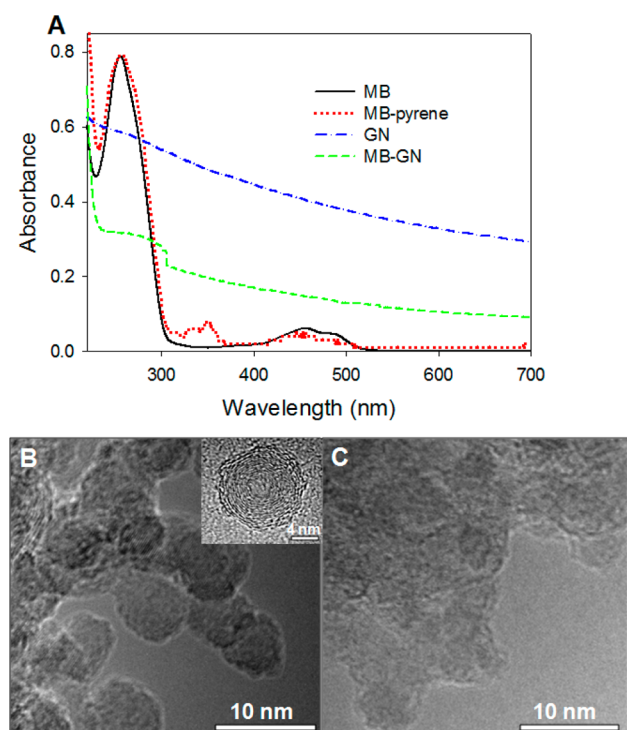 A
0.8
0.6
0.4
0.2
0.0
Absorbance
MB
MB-pyrene
GN
MB-GN
300 400 500 600 700
Wavelength (nm)
B
4 nm
10 nm
C
10 nm